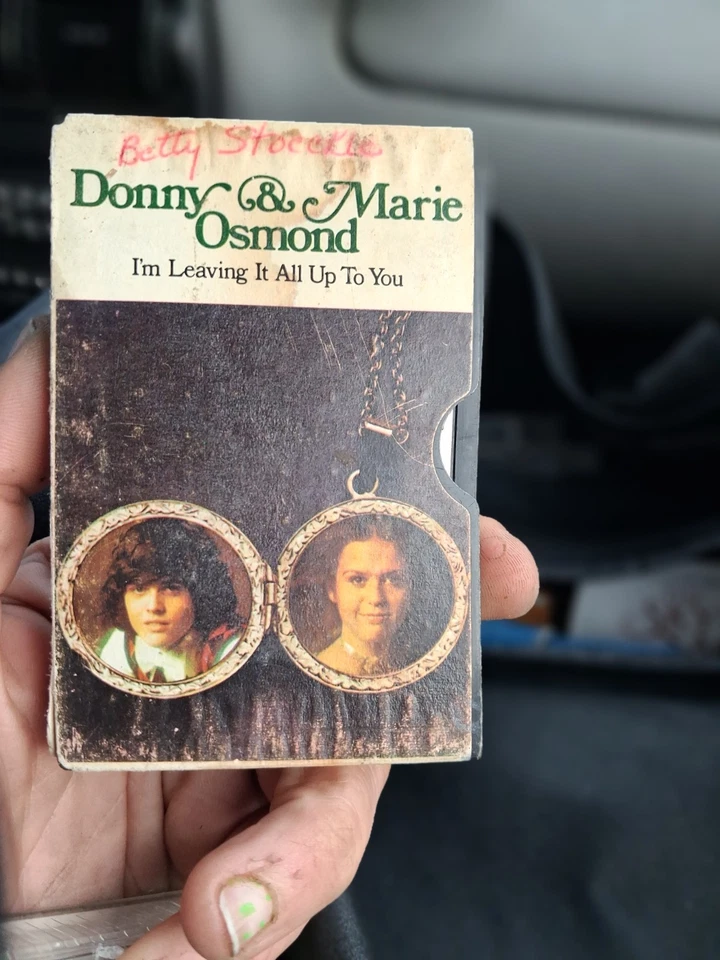 Betty Stoeckle
Donny & Marie
Osmond
I'm Leaving It All Up To You